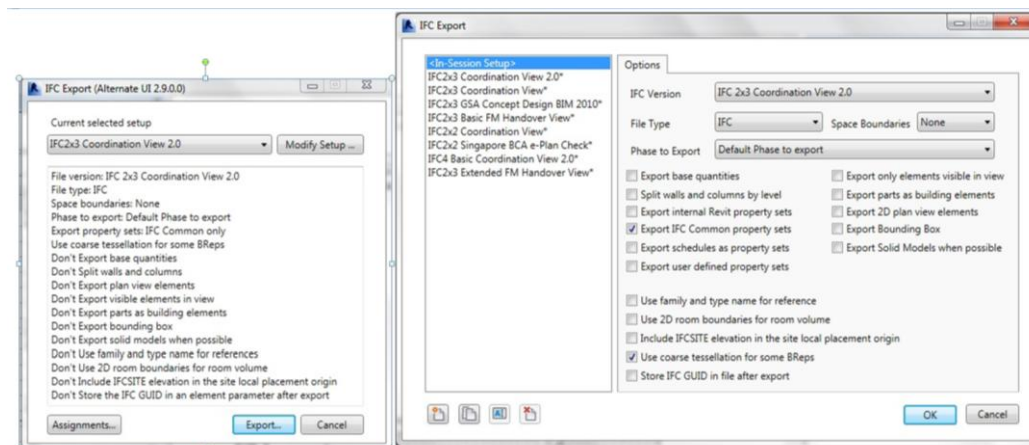 IFC Export (Alternate UI 2.9.0.0)
Current selected setup
IFC2x3 Coordination View 2.0
Modify Setup ...
File version: IFC 2x3 Coordination View 2.0
File type: IFC
Space boundaries: None
Phase to export: Default Phase to export
Export property sets: IFC Common only
Use coarse tessellation for some BReps
Don't Export base quantities
Don't Split walls and columns
Don't Export plan view elements
Don't Export visible elements in view
Don't Export parts as building elements
Don't Export bounding box
Don't Export solid models when possible
Don't Use family and type name for references
Don't Use 2D room boundaries for room volume
Don't Include IFCSITE elevation in the site local placement origin
Don't Store the IFC GUID in an element parameter after export
Assignments...
Export...
Cancel
IFC Export
<In-Session Setup>
IFC2x3 Coordination View 2.0*
IFC2x3 Coordination View*
IFC2x3 GSA Concept Design BIM 2010*
IFC2x3 Basic FM Handover View*
IFC2x2 Coordination View*
IFC2x2 Singapore BCA e-Plan Check*
IFC4 Basic Coordination View 2.0*
IFC2x3 Extended FM Handover View*
Options
IFC Version
IFC 2x3 Coordination View 2.0
File Type
IFC
Space Boundaries
None
Phase to Export
Default Phase to export
Export base quantities
Split walls and columns by level
Export internal Revit property sets
Export IFC Common property sets
Export schedules as property sets
Export user defined property sets
Export only elements visible in view
Export parts as building elements
Export 2D plan view elements
Export Bounding Box
Export Solid Models when possible
Use family and type name for reference
Use 2D room boundaries for room volume
Include IFCSITE elevation in the site local placement origin
Use coarse tessellation for some BReps
Store IFC GUID in file after export
OK
Cancel